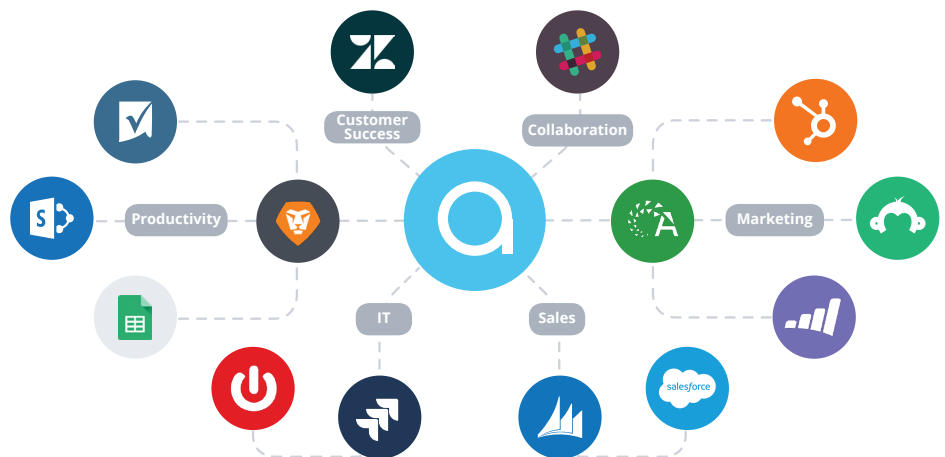 Customer
Success
Collaboration
S
Productivity
A
Marketing
IT
Sales
salesforce